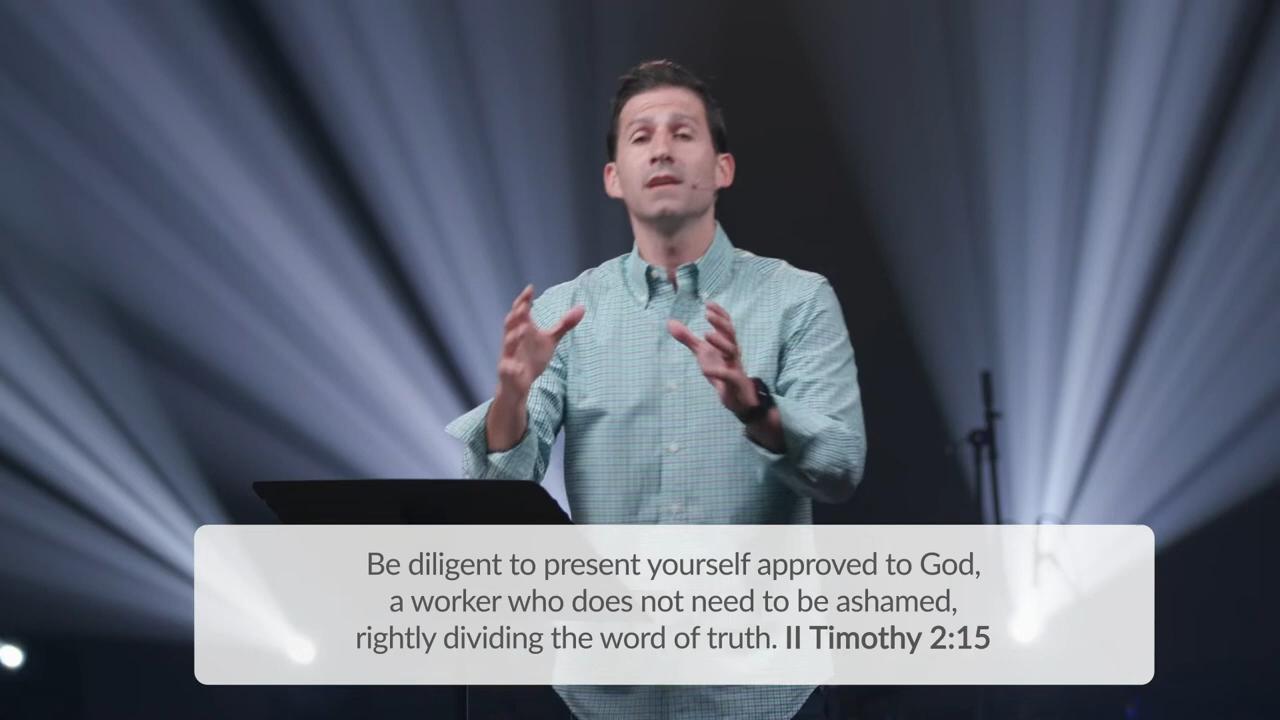 Be diligent to present yourself approved to God,
a worker who does not need to be ashamed,
rightly dividing the word of truth. II Timothy 2:15